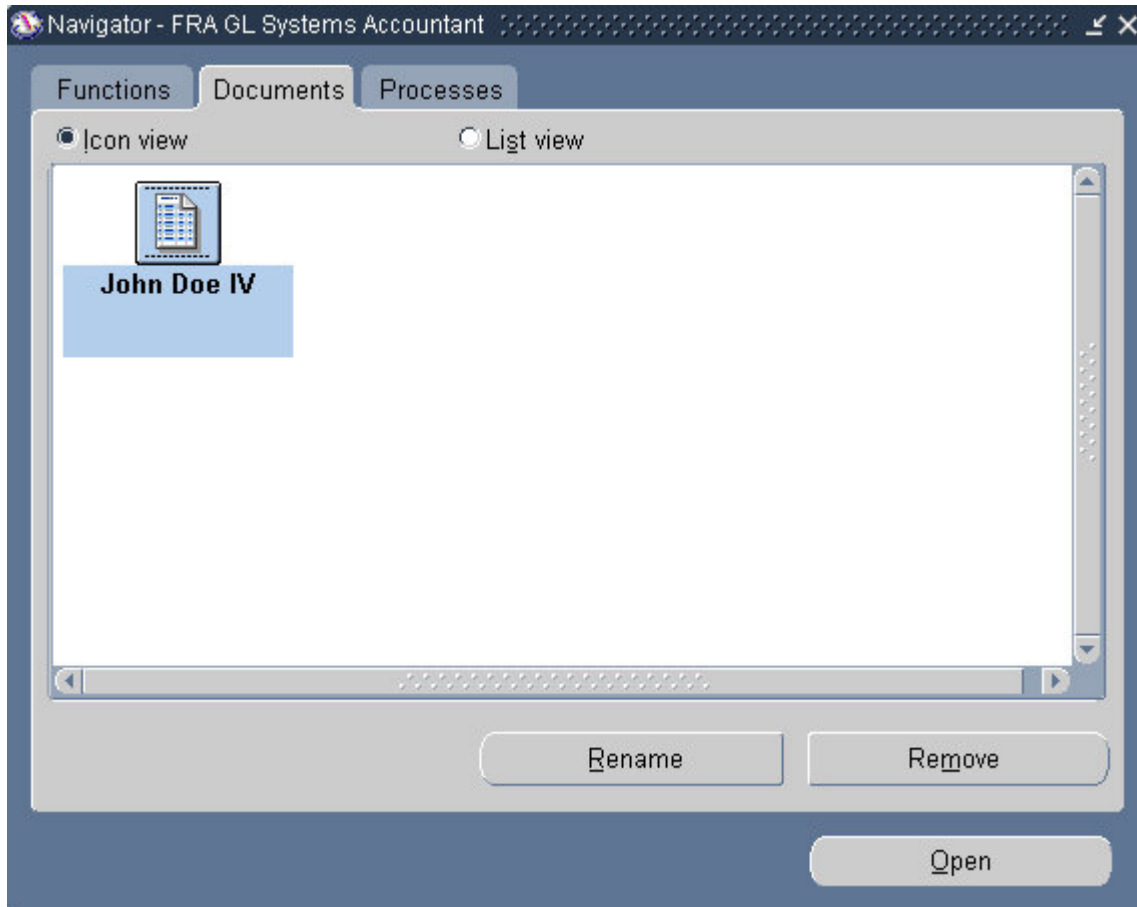 Navigator - FRA GL Systems Accountant
Functions Documents Processes
Icon view List view
John Doe IV
Rename Remove
Open